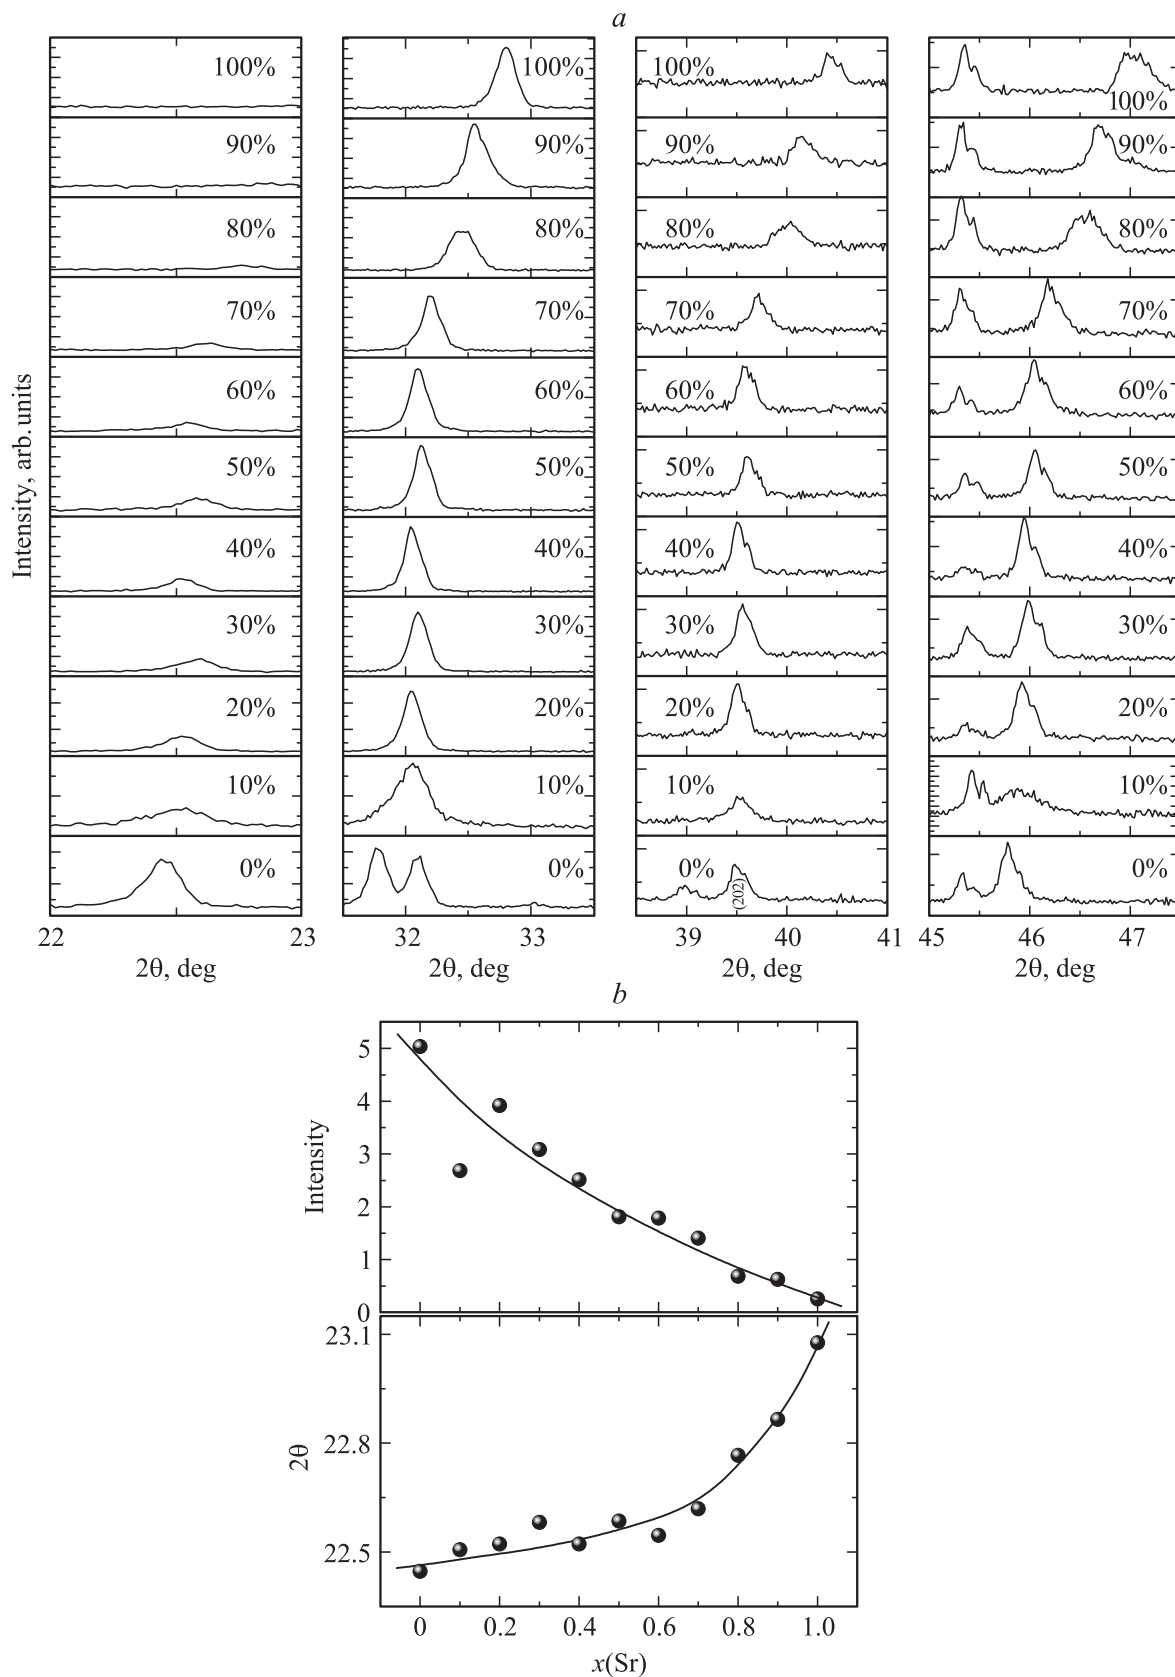 a
100% 100% 100% 100%
90% 90% 90% 90%
80% 80% 80% 80%
70% 70% 70% 70%
60% 60% 60% 60%
50% 50% 50% 50%
40% 40% 40% 40%
30% 30% 30% 30%
20% 20% 20% 20%
10% 10% 10% 10%
0% 0% 0% 0%
(202)
Intensity, arb. units
22 23 32 33 39 40 41 45 46 47
2θ, deg 2θ, deg 2θ, deg 2θ, deg
b
5
4
3
2
1
0
Intensity
23.1
22.8
22.5
2θ
0 0.2 0.4 0.6 0.8 1.0
x(Sr)